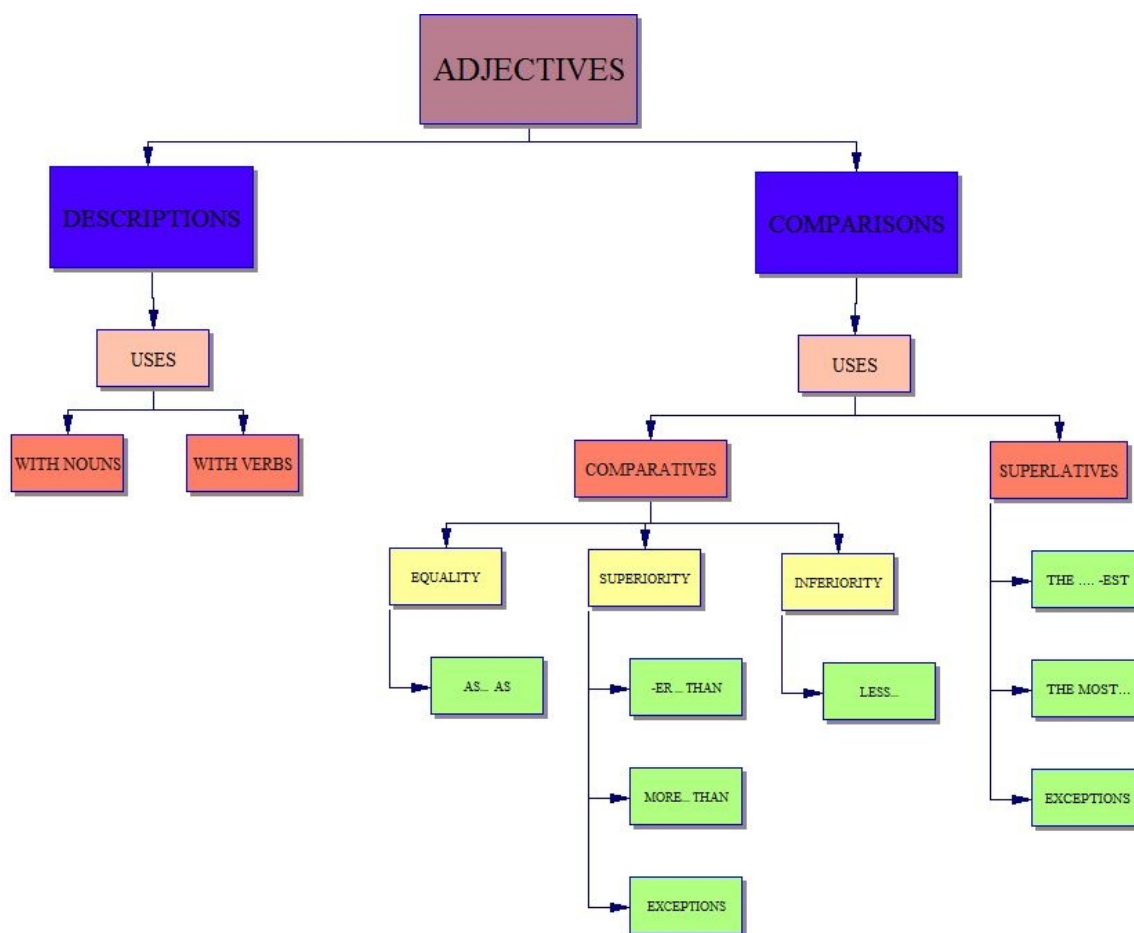 ADJECTIVES
DESCRIPTIONS
COMPARISONS
USES
USES
WITH NOUNS
WITH VERBS
COMPARATIVES
SUPERLATIVES
EQUALITY
SUPERIORITY
INFERIORITY
THE .... -EST
AS... AS
-ER ... THAN
LESS...
THE MOST...
MORE... THAN
EXCEPTIONS
EXCEPTIONS